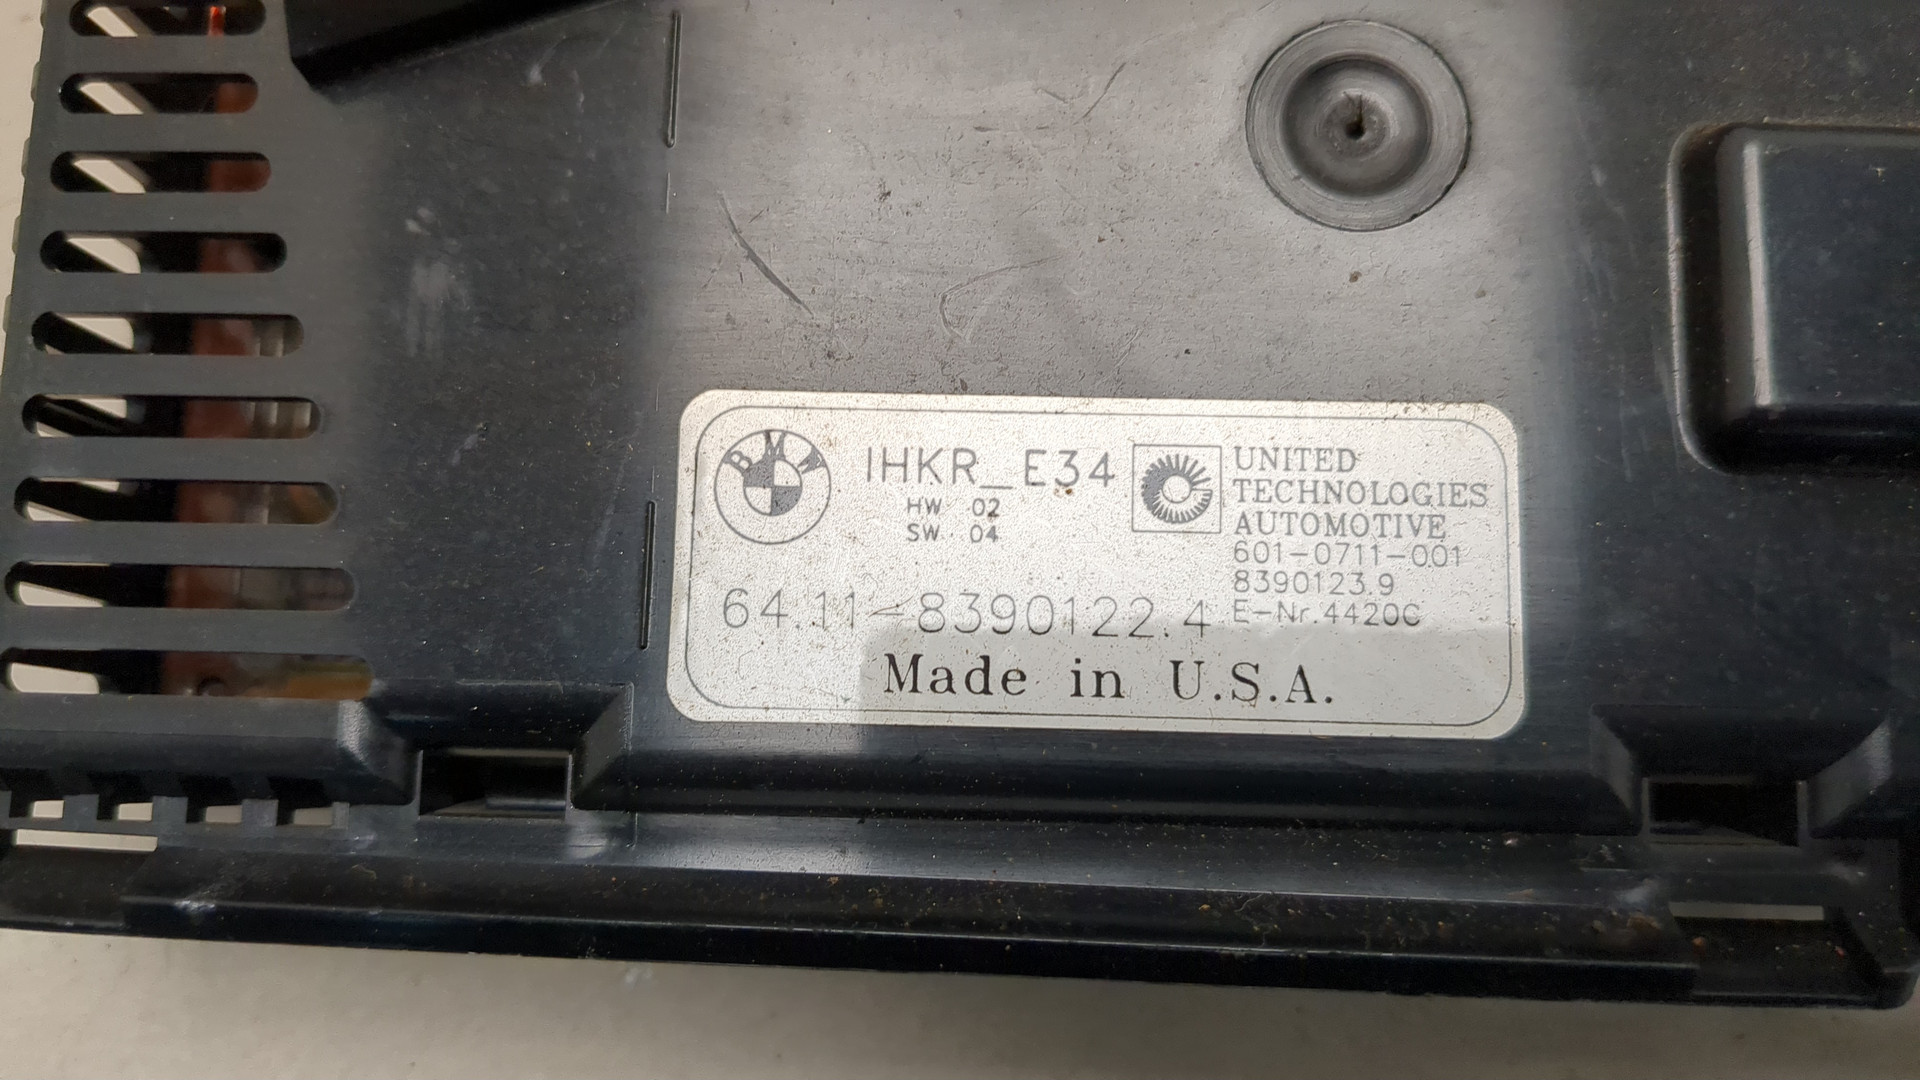 BMW
IHKR_E34
HW 02
SW 04
64.11-8390122.4
UNITED
TECHNOLOGIES
AUTOMOTIVE
601-0711-001
8390123.9
E-Nr.4420C
Made in U.S.A.